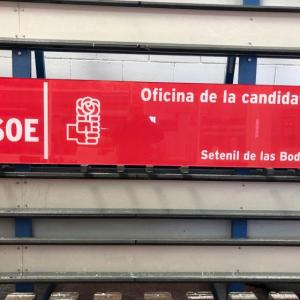 SOE
Oficina de la candida
Setenil de las Bod